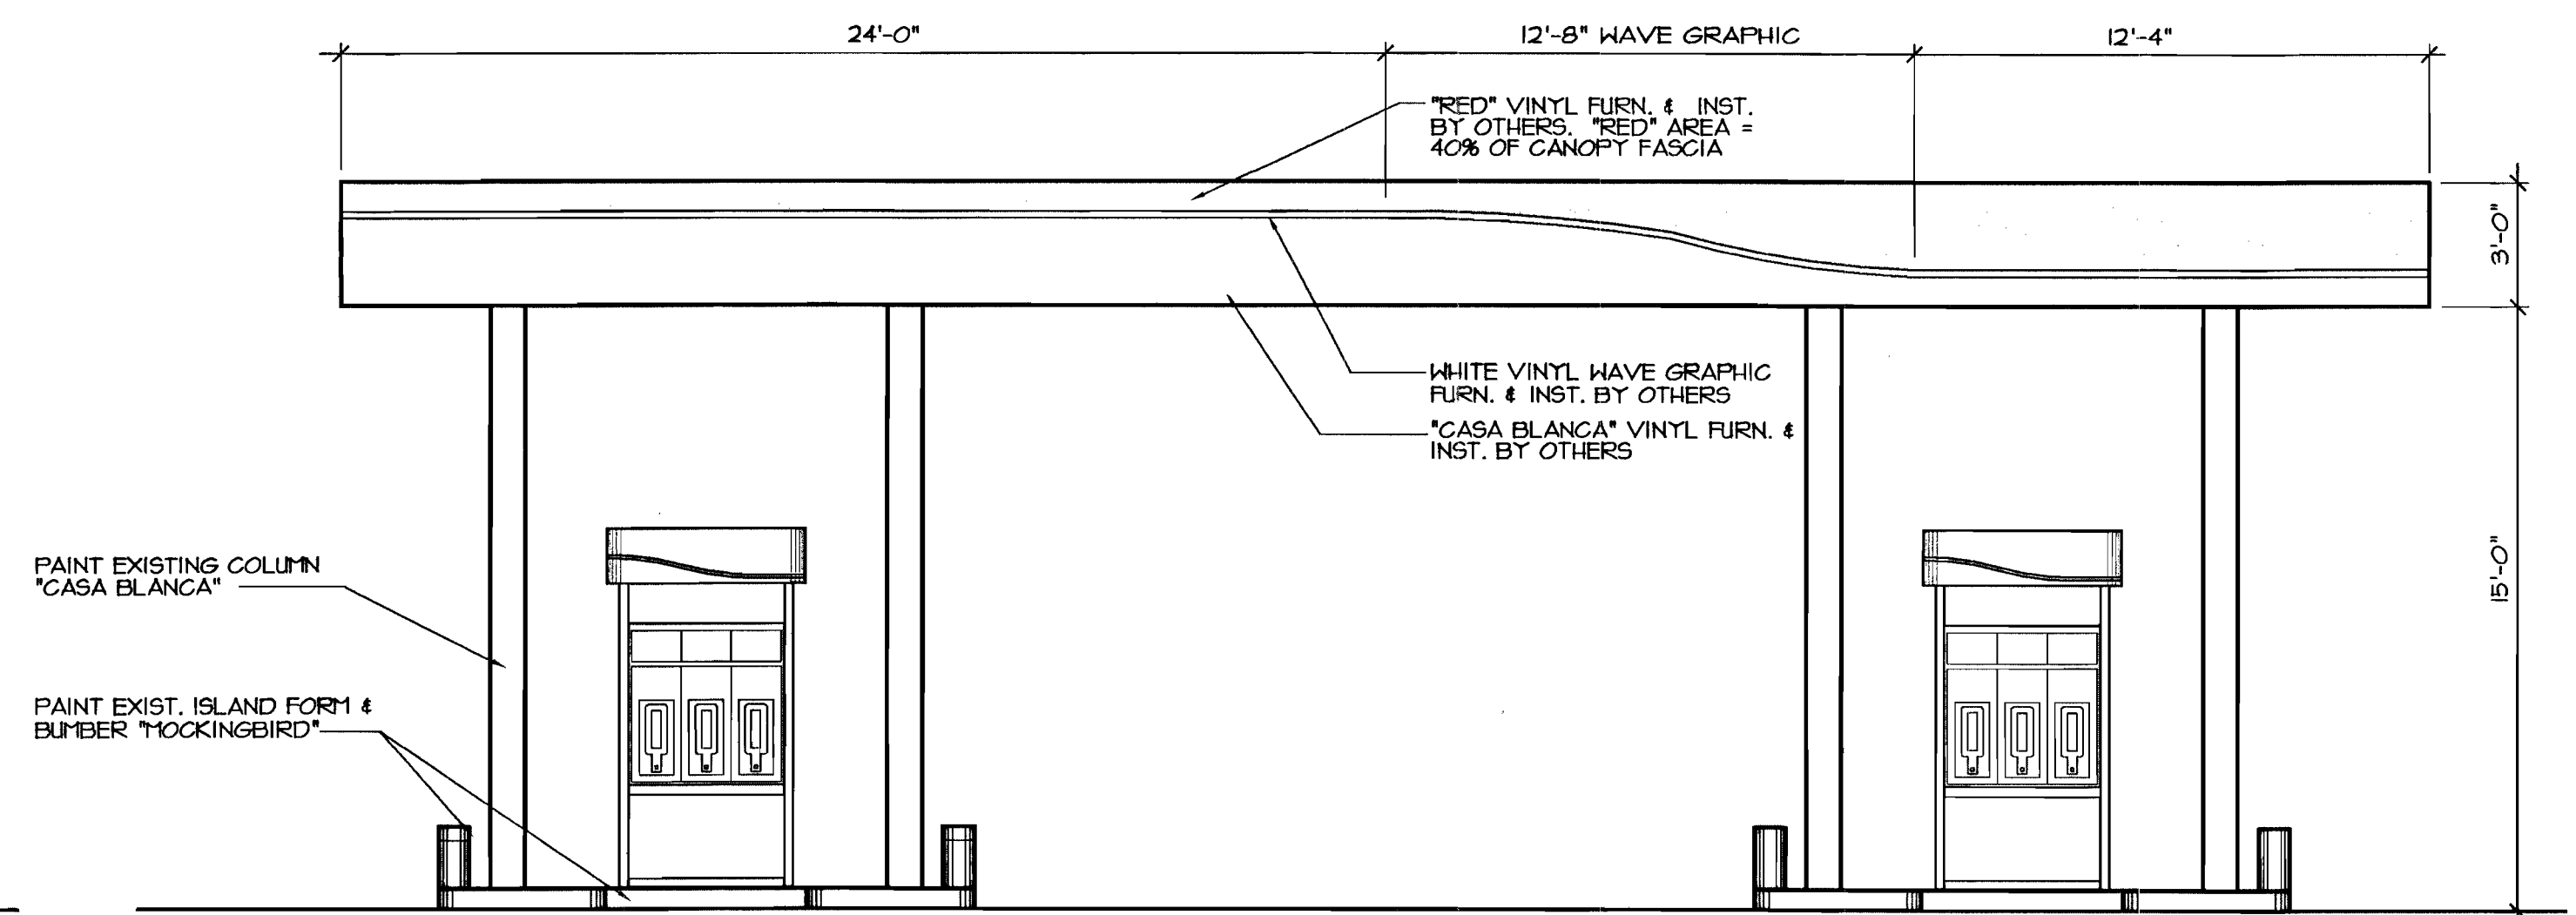 24'-0"
12'-8" WAVE GRAPHIC
12'-4"
"RED" VINYL FURN. & INST.
BY OTHERS. "RED" AREA =
40% OF CANOPY FASCIA
3'-0"
WHITE VINYL WAVE GRAPHIC
FURN. & INST. BY OTHERS
"CASA BLANCA" VINYL FURN. &
INST. BY OTHERS
PAINT EXISTING COLUMN
"CASA BLANCA"
15'-0"
PAINT EXIST. ISLAND FORM &
BUMBER "MOCKINGBIRD"